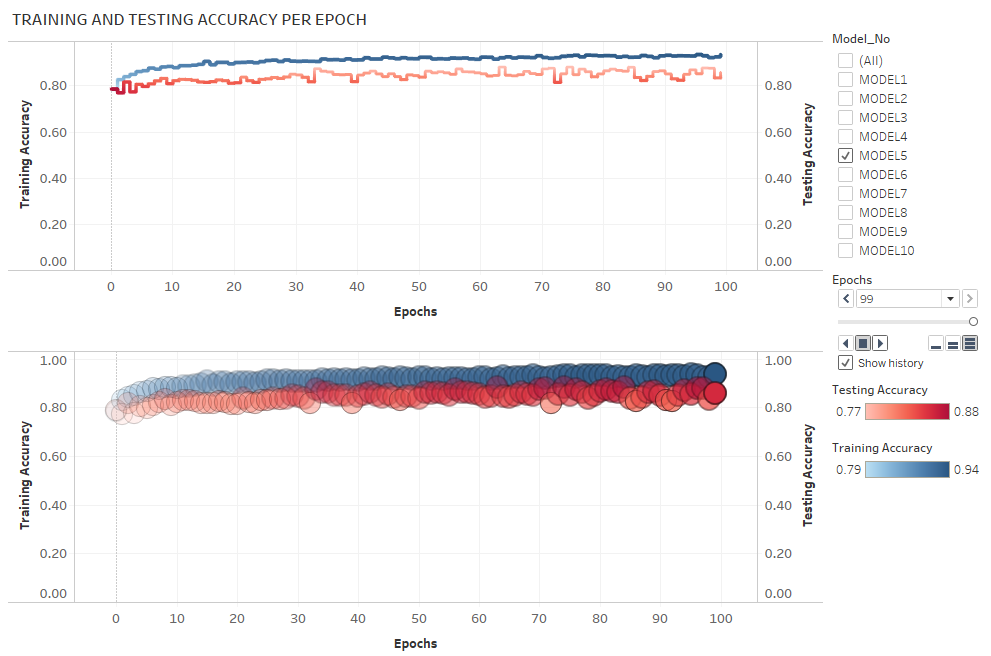 TRAINING AND TESTING ACCURACY PER EPOCH
0.80
0.60
0.40
0.20
0.00
Training Accuracy
0.80
0.60
0.40
0.20
0.00
Testing Accuracy
0 10 20 30 40 50 60 70 80 90 100
Epochs
1.00
0.80
0.60
0.40
0.20
0.00
Training Accuracy
1.00
0.80
0.60
0.40
0.20
0.00
Testing Accuracy
0 10 20 30 40 50 60 70 80 90 100
Epochs
Model_No
(All)
MODEL1
MODEL2
MODEL3
MODEL4
MODEL5
MODEL6
MODEL7
MODEL8
MODEL9
MODEL10
Epochs
99
Show history
Testing Accuracy
0.77 0.88
Training Accuracy
0.79 0.94